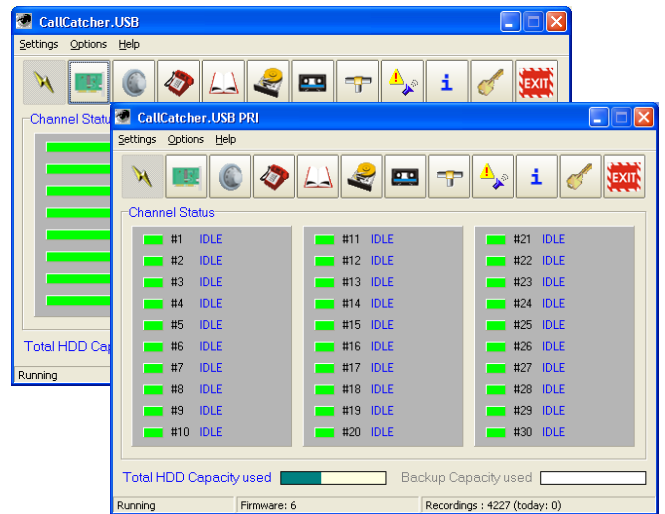 CallCatcher.USB
Settings Options Help
i EXIT
Channel Statu
Total HDD Cap
Running
CallCatcher.USB PRI
Settings Options Help
i EXIT
Channel Status
#1 IDLE #11 IDLE #21 IDLE
#2 IDLE #12 IDLE #22 IDLE
#3 IDLE #13 IDLE #23 IDLE
#4 IDLE #14 IDLE #24 IDLE
#5 IDLE #15 IDLE #25 IDLE
#6 IDLE #16 IDLE #26 IDLE
#7 IDLE #17 IDLE #27 IDLE
#8 IDLE #18 IDLE #28 IDLE
#9 IDLE #19 IDLE #29 IDLE
#10 IDLE #20 IDLE #30 IDLE
Total HDD Capacity used Backup Capacity used
Running Firmware: 6 Recordings : 4227 (today: 0)